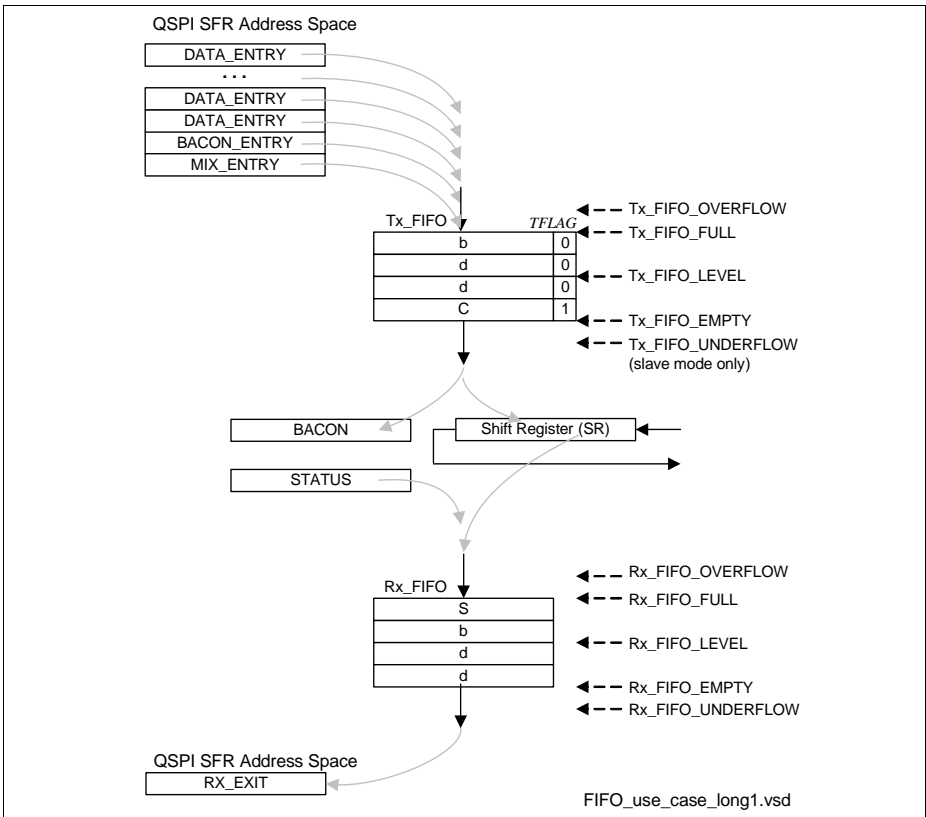 QSPI SFR Address Space
DATA_ENTRY
...
DATA_ENTRY
DATA_ENTRY
BACON_ENTRY
MIX_ENTRY
Tx_FIFO TFLAG
b 0
d 0
d 0
C 1
Tx_FIFO_OVERFLOW
Tx_FIFO_FULL
Tx_FIFO_LEVEL
Tx_FIFO_EMPTY
Tx_FIFO_UNDERFLOW
(slave mode only)
BACON
Shift Register (SR)
STATUS
Rx_FIFO
S
b
d
d
Rx_FIFO_OVERFLOW
Rx_FIFO_FULL
Rx_FIFO_LEVEL
Rx_FIFO_EMPTY
Rx_FIFO_UNDERFLOW
QSPI SFR Address Space
RX_EXIT
FIFO_use_case_long1.vsd